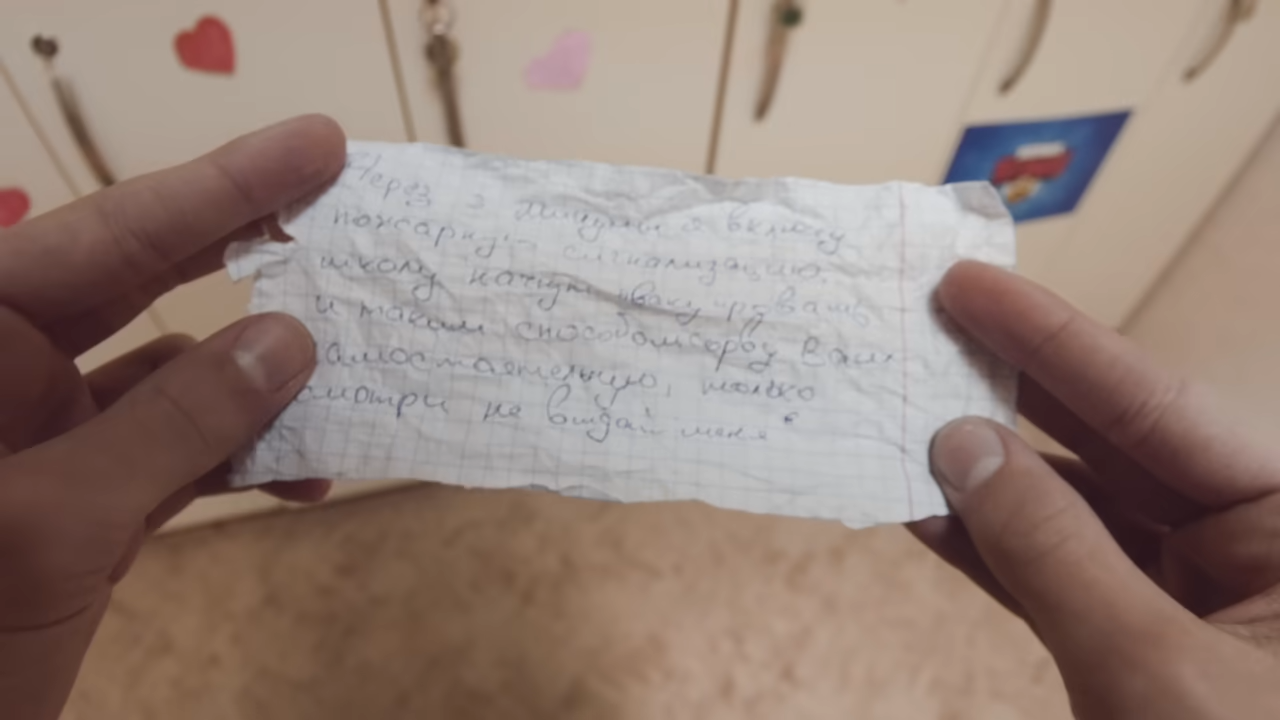 Через 3 минуты я включу
пожарную сигнализацию,
школу начнут эвакуировать
и таким способом сорву Вам
самостоятельную, только
смотри не выдай меня